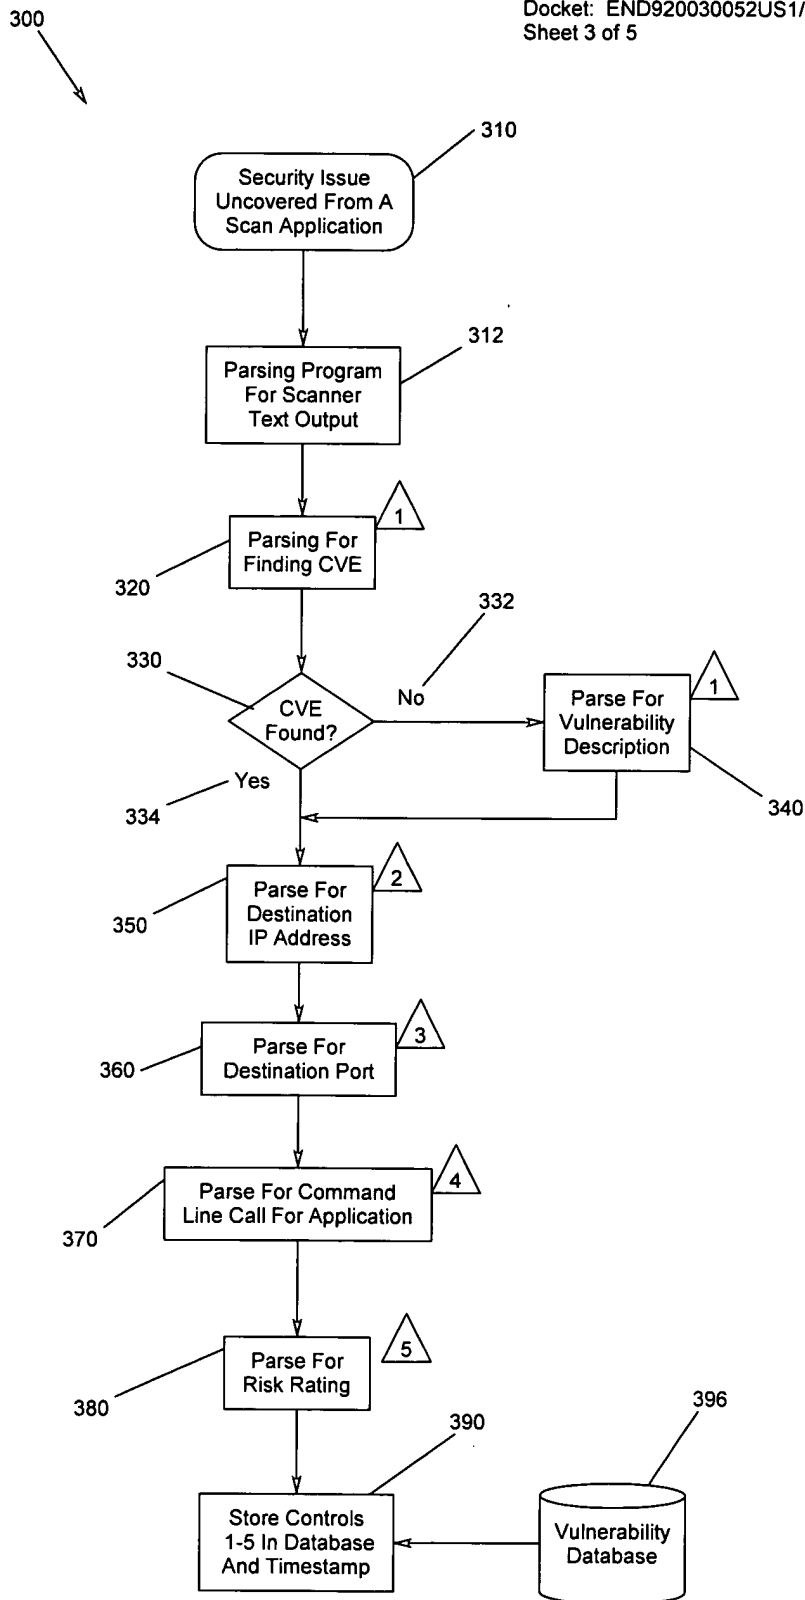 Docket: END920030052US1/
Sheet 3 of 5
300
310
Security Issue
Uncovered From A
Scan Application
312
Parsing Program
For Scanner
Text Output
1
Parsing For
Finding CVE
320
332
330
CVE
Found?
No
1
Parse For
Vulnerability
Description
340
Yes
334
2
Parse For
Destination
IP Address
350
3
Parse For
Destination Port
360
4
Parse For Command
Line Call For Application
370
5
Parse For
Risk Rating
380
390
396
Store Controls
1-5 In Database
And Timestamp
Vulnerability
Database